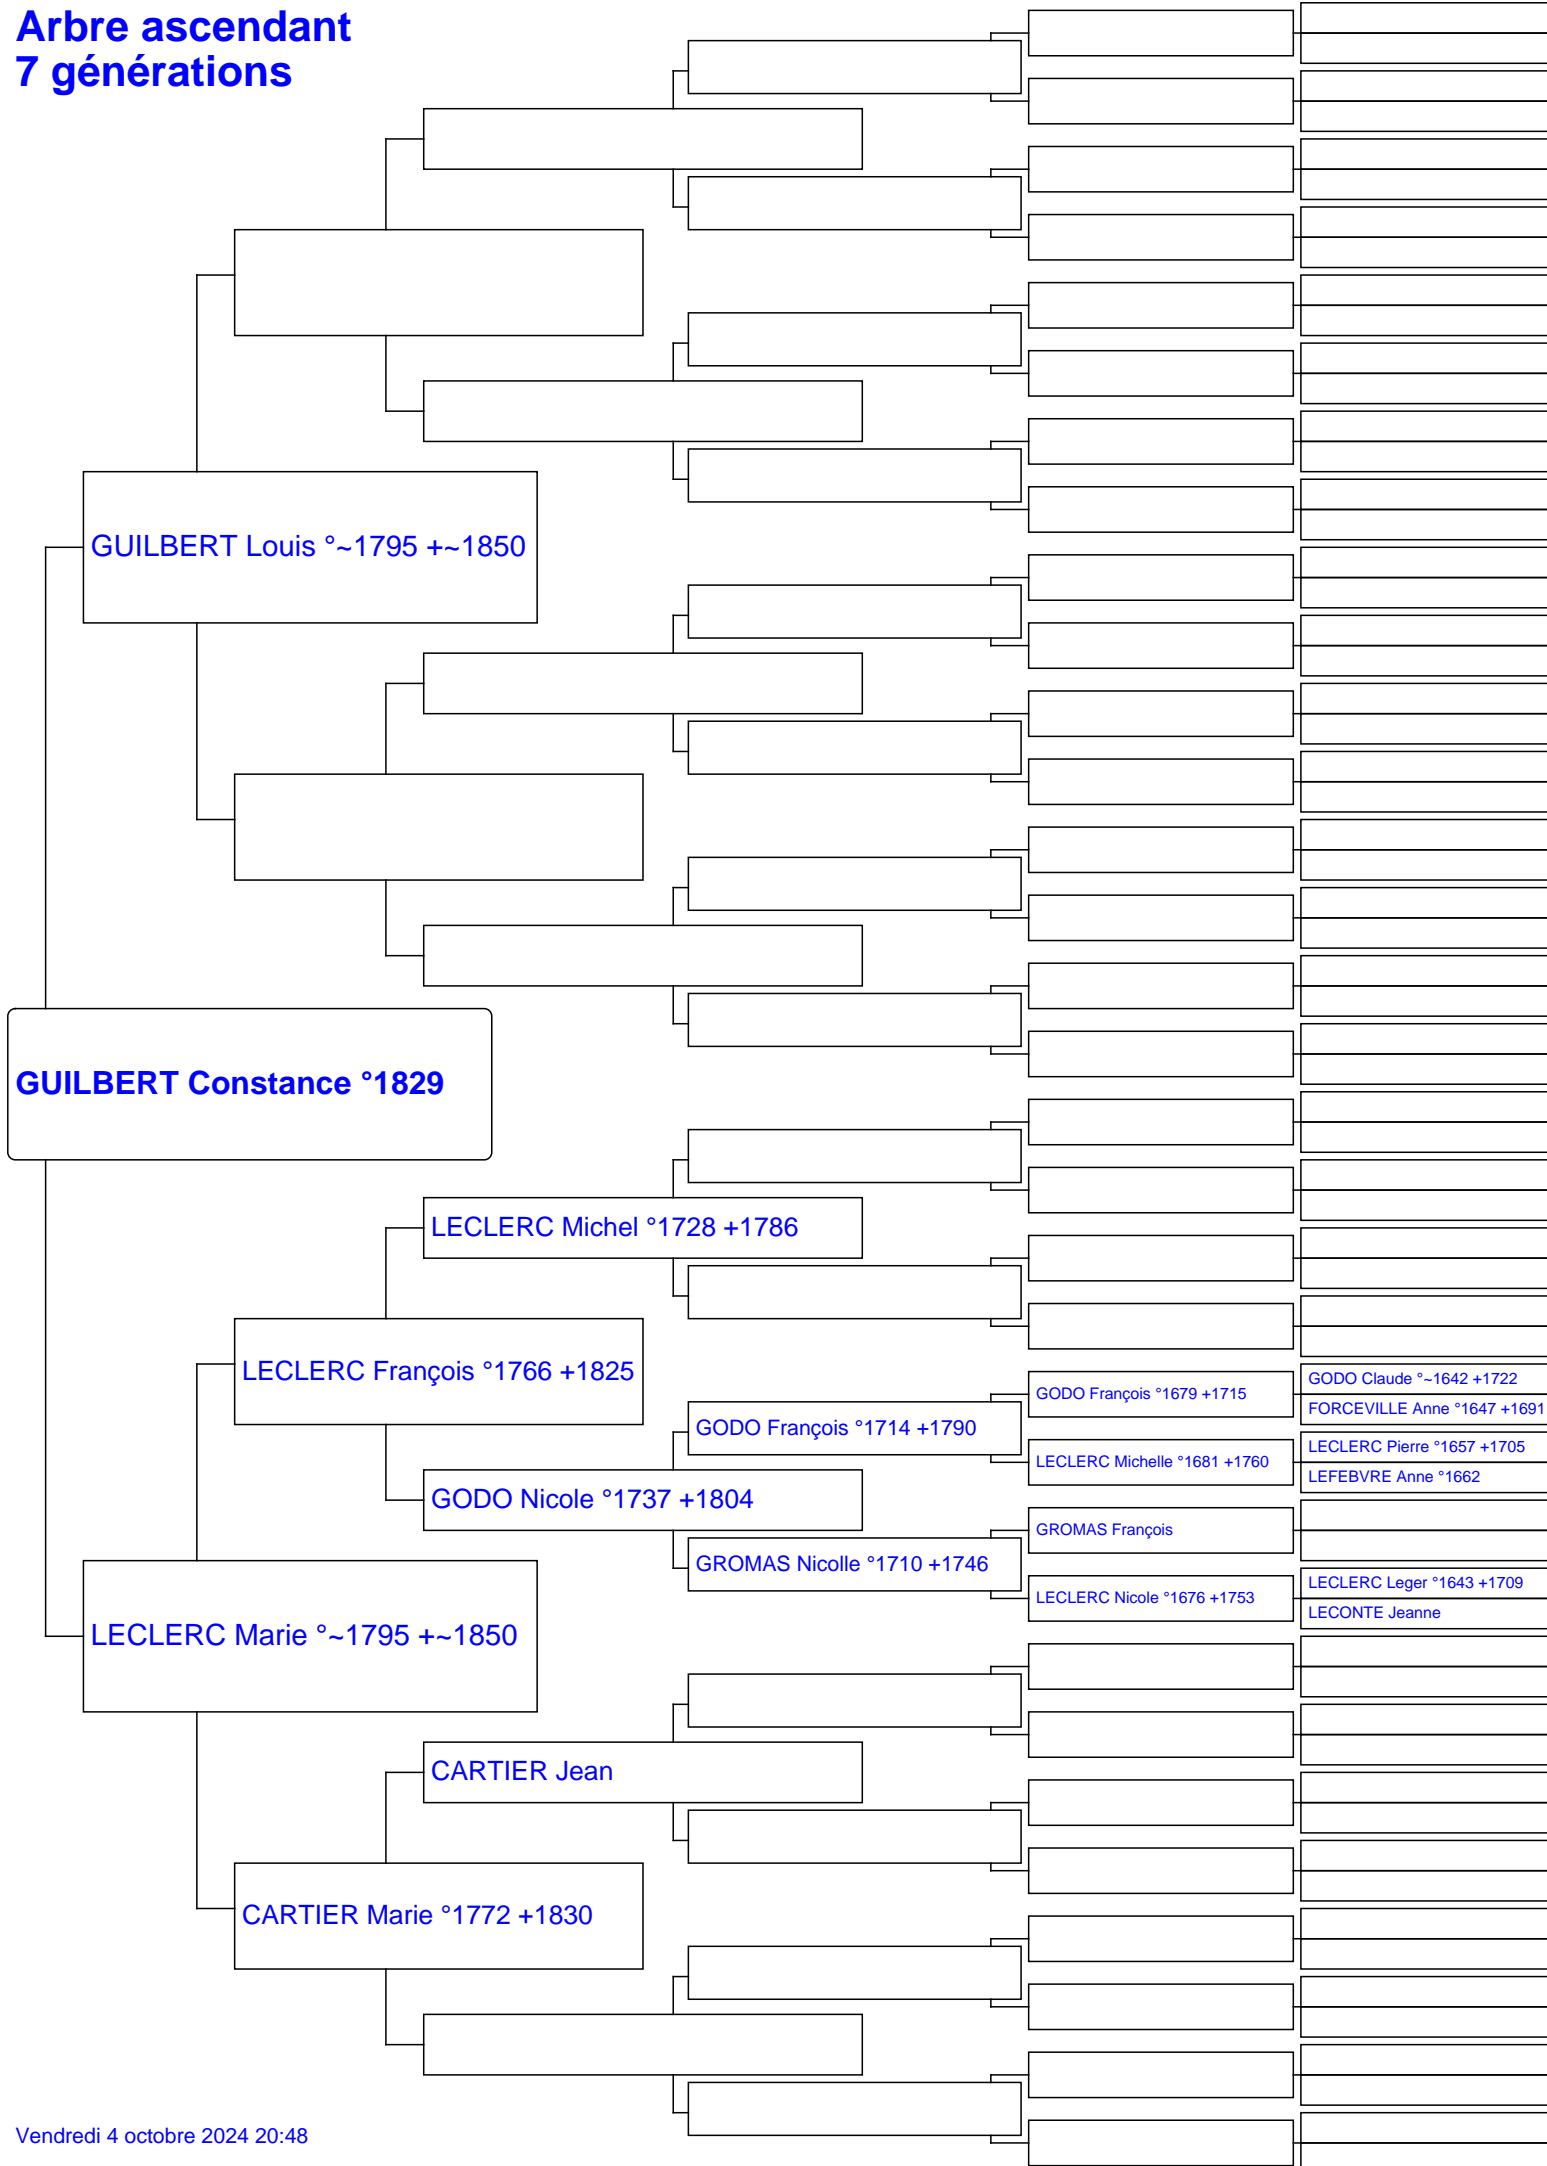 Arbre ascendant
7 générations
GUILBERT Louis °~1795 +~1850
GUILBERT Constance °1829
LECLERC Michel °1728 +1786
LECLERC François °1766 +1825
GODO Claude °~1642 +1722
GODO François °1679 +1715
FORCEVILLE Anne °1647 +1691
GODO François °1714 +1790
LECLERC Pierre °1657 +1705
LECLERC Michelle °1681 +1760
LEFEBVRE Anne °1662
GODO Nicole °1737 +1804
GROMAS François
GROMAS Nicolle °1710 +1746
LECLERC Leger °1643 +1709
LECLERC Nicole °1676 +1753
LECONTE Jeanne
LECLERC Marie °~1795 +~1850
CARTIER Jean
CARTIER Marie °1772 +1830
Vendredi 4 octobre 2024 20:48